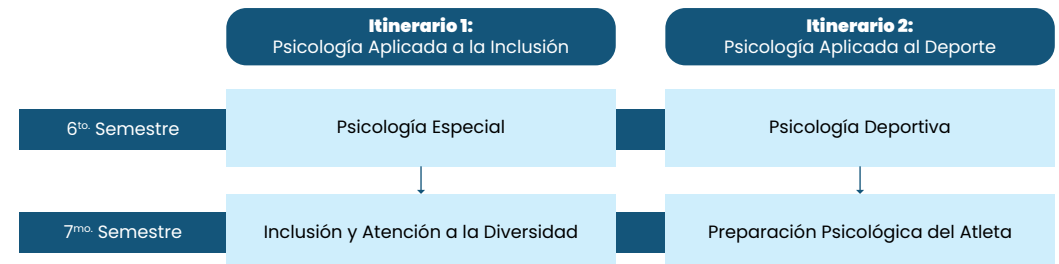 Itinerario 1:
Psicología Aplicada a la Inclusión
Itinerario 2:
Psicología Aplicada al Deporte
6to. Semestre
Psicología Especial
Psicología Deportiva
7mo. Semestre
Inclusión y Atención a la Diversidad
Preparación Psicológica del Atleta